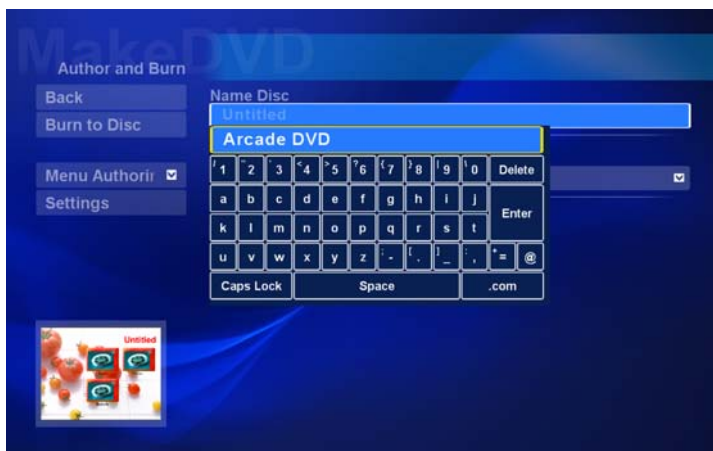 MakeDVD
Author and Burn
Back
Burn to Disc
Menu Authorin
Settings
Name Disc
Untitled
Arcade DVD
1 2 3 4 5 6 7 8 9 0 Delete
a b c d e f g h i j
Enter
k l m n o p q r s t
u v w x y z - . _ , = @
Caps Lock Space .com
Untitled